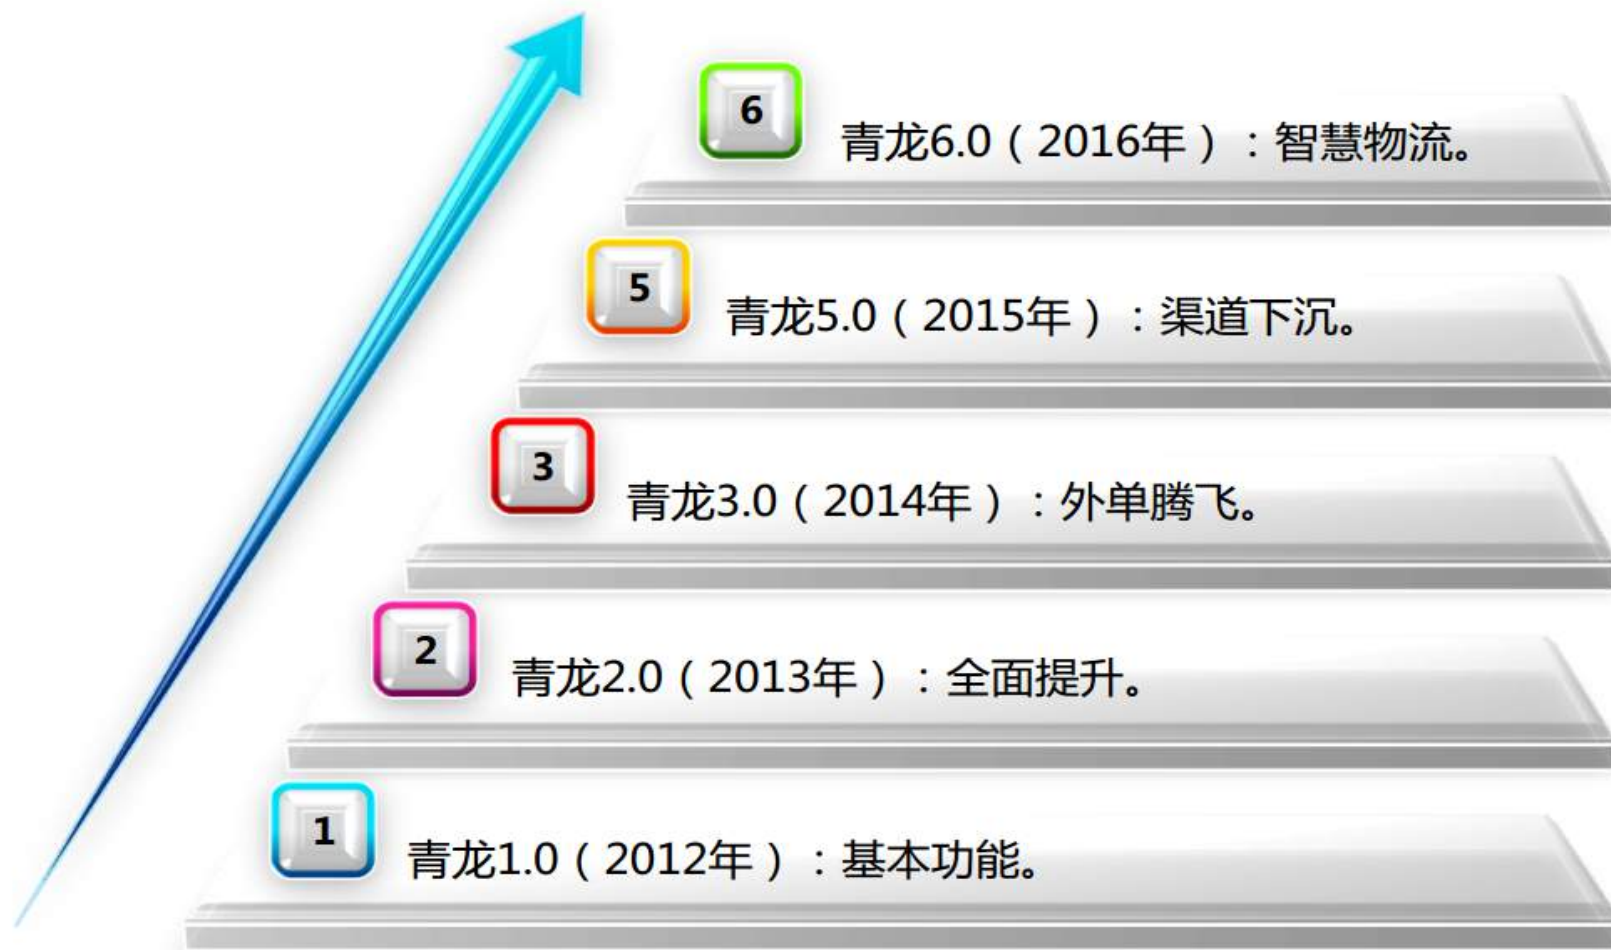 6
青龙6.0（2016年）：智慧物流。
5
青龙5.0（2015年）：渠道下沉。
3
青龙3.0（2014年）：外单腾飞。
2
青龙2.0（2013年）：全面提升。
1
青龙1.0（2012年）：基本功能。